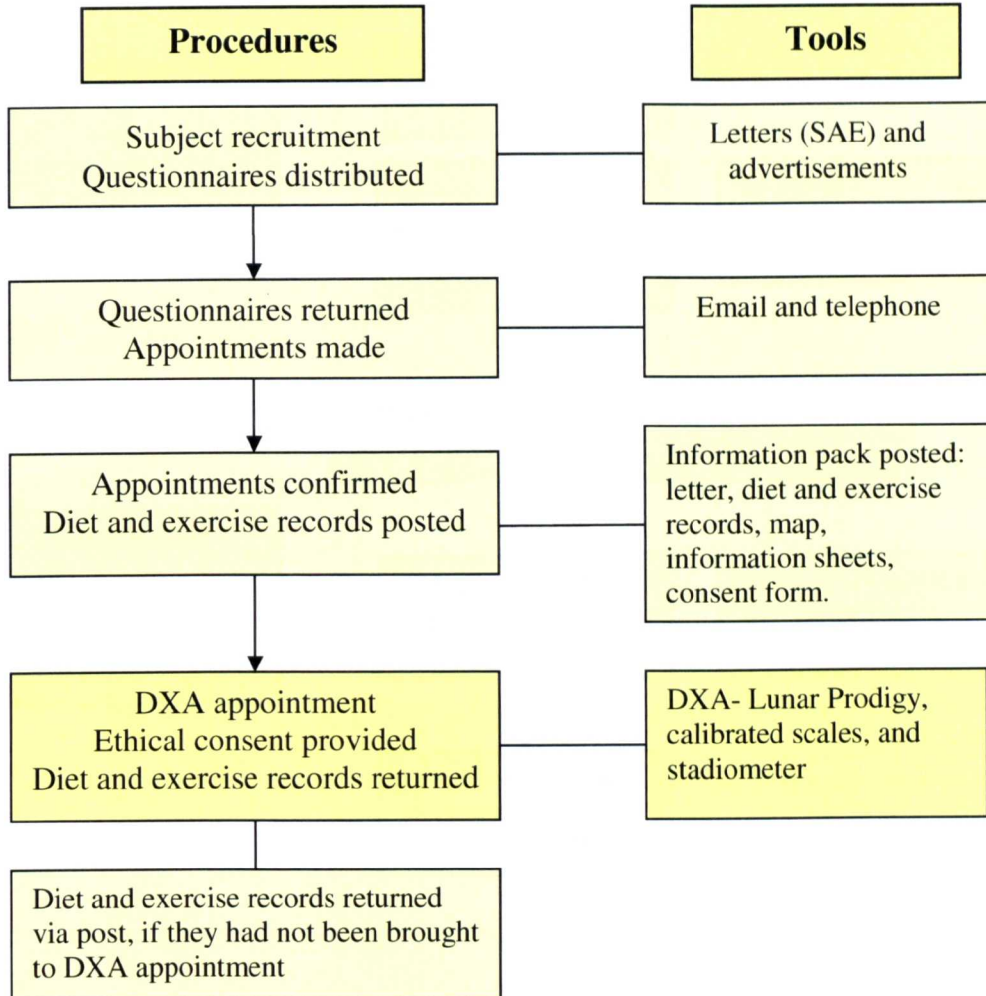 Procedures
Tools
Subject recruitment
Questionnaires distributed
Letters (SAE) and
advertisements
Questionnaires returned
Appointments made
Email and telephone
Appointments confirmed
Diet and exercise records posted
Information pack posted:
letter, diet and exercise
records, map,
information sheets,
consent form.
DXA appointment
Ethical consent provided
Diet and exercise records returned
DXA- Lunar Prodigy,
calibrated scales, and
stadiometer
Diet and exercise records returned
via post, if they had not been brought
to DXA appointment